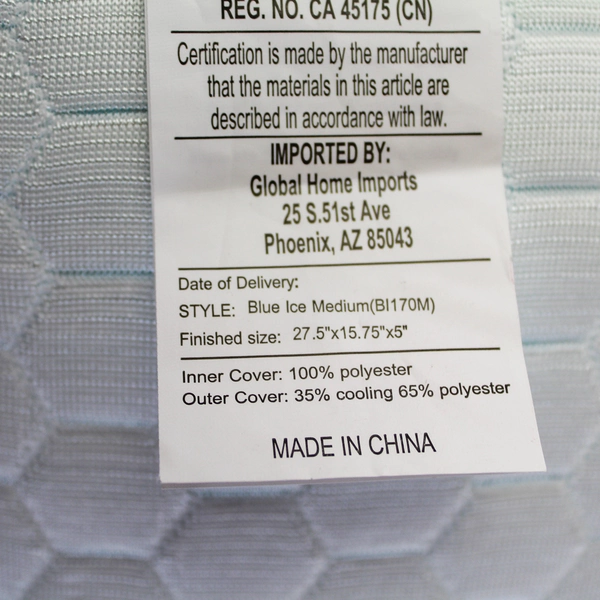 REG. NO. CA 45175 (CN)
Certification is made by the manufacturer
that the materials in this article are
described in accordance with law.
IMPORTED BY:
Global Home Imports
25 S.51st Ave
Phoenix, AZ 85043
Date of Delivery:
STYLE: Blue Ice Medium(BI170M)
Finished size: 27.5"x15.75"x5"
Inner Cover: 100% polyester
Outer Cover: 35% cooling 65% polyester
MADE IN CHINA